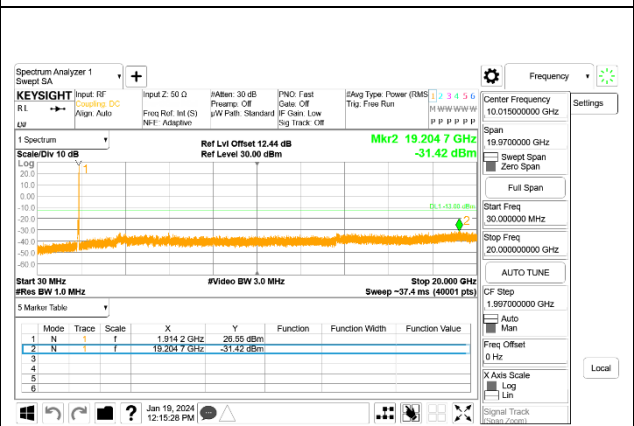 Spectrum Analyzer 1
Swept SA
Frequency
KEYSIGHT
RL
Input: RF
Coupling: DC
Align: Auto
Input Z: 50 Ω
Freq Ref: Int (S)
NFE: Adaptive
#Atten: 30 dB
Preamp: Off
µW Path: Standard
PNO: Fast
Gate: Off
IF Gain: Low
Sig Track: Off
#Avg Type: Power (RMS
Trig: Free Run
1 2 3 4 5 6
M W W W W W
P P P P P P
Center Frequency
10.015000000 GHz
Settings
Span
19.9700000 GHz
Swept Span
Zero Span
Full Span
Start Freq
30.000000 MHz
Stop Freq
20.000000000 GHz
AUTO TUNE
CF Step
1.997000000 GHz
Auto
Man
Freq Offset
0 Hz
X Axis Scale
Log
Lin
Signal Track
(Span Zoom)
Local
1 Spectrum
Scale/Div 10 dB
Ref Lvl Offset 12.44 dB
Ref Level 30.00 dBm
Mkr2 19.204 7 GHz
-31.42 dBm
Log
1
20.0
10.0
0.00
-10.0
DL1 -13.00 dBm
2
-20.0
-30.0
-40.0
-50.0
-60.0
Start 30 MHz
#Video BW 3.0 MHz
Stop 20.000 GHz
#Res BW 1.0 MHz
Sweep ~37.4 ms (40001 pts)
5 Marker Table
Mode Trace Scale X Y Function Function Width Function Value
1 N 1 f 1.914 2 GHz 26.55 dBm
2 N 1 f 19.204 7 GHz -31.42 dBm
3
4
5
6
?
Jan 19, 2024
12:15:28 PM